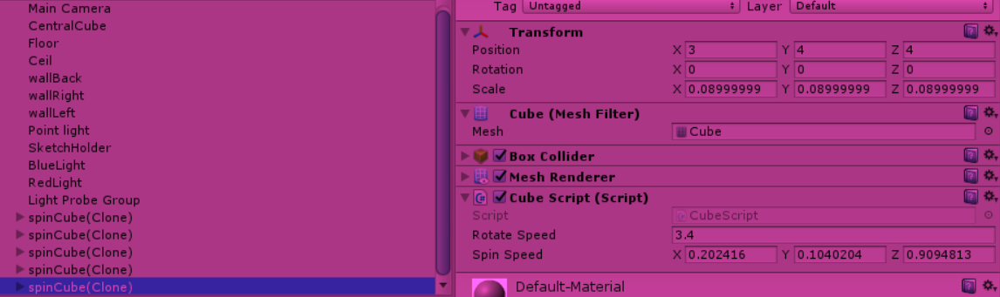 Main Camera
CentralCube
Floor
Ceil
wallBack
wallRight
wallLeft
Point light
SketchHolder
BlueLight
RedLight
Light Probe Group
spinCube(Clone)
spinCube(Clone)
spinCube(Clone)
spinCube(Clone)
spinCube(Clone)
Tag Untagged Layer Default
Transform
Position X 3 Y 4 Z 4
Rotation X 0 Y 0 Z 0
Scale X 0.08999999 Y 0.08999999 Z 0.08999999
Cube (Mesh Filter)
Mesh Cube
Box Collider
Mesh Renderer
Cube Script (Script)
Script CubeScript
Rotate Speed 3.4
Spin Speed X 0.202416 Y 0.1040204 Z 0.9094813
Default-Material